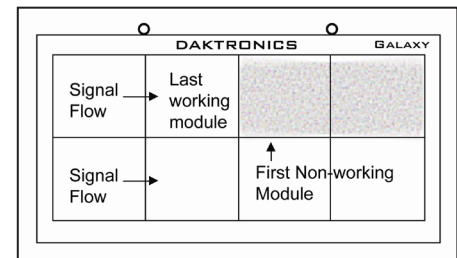 DAKTRONICS
GALAXY
Signal
Flow
Last
working
module
Signal
Flow
First Non-working
Module